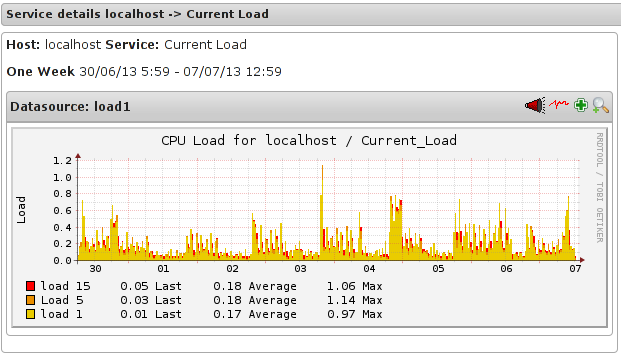 Service details localhost -> Current Load
Host: localhost Service: Current Load
One Week 30/06/13 5:59 - 07/07/13 12:59
Datasource: load1
CPU Load for localhost / Current_Load
RRDTOOL / TOBI OETIKER
Load
1.2
1.0
0.8
0.6
0.4
0.2
0.0
30 01 02 03 04 05 06 07
load 15 0.05 Last 0.18 Average 1.06 Max
Load 5 0.03 Last 0.18 Average 1.14 Max
load 1 0.01 Last 0.17 Average 0.97 Max